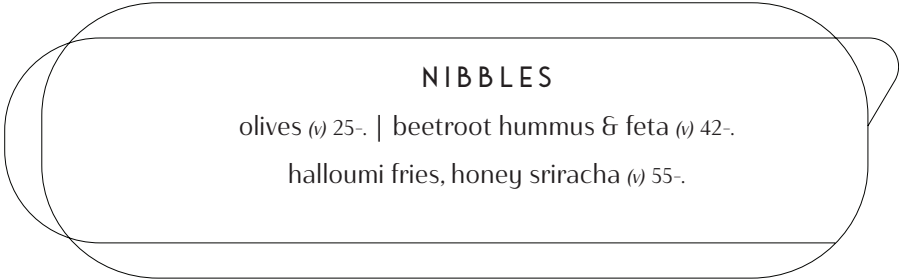 NIBBLES
olives (v) 25-. | beetroot hummus & feta (v) 42-.
halloumi fries, honey sriracha (v) 55-.